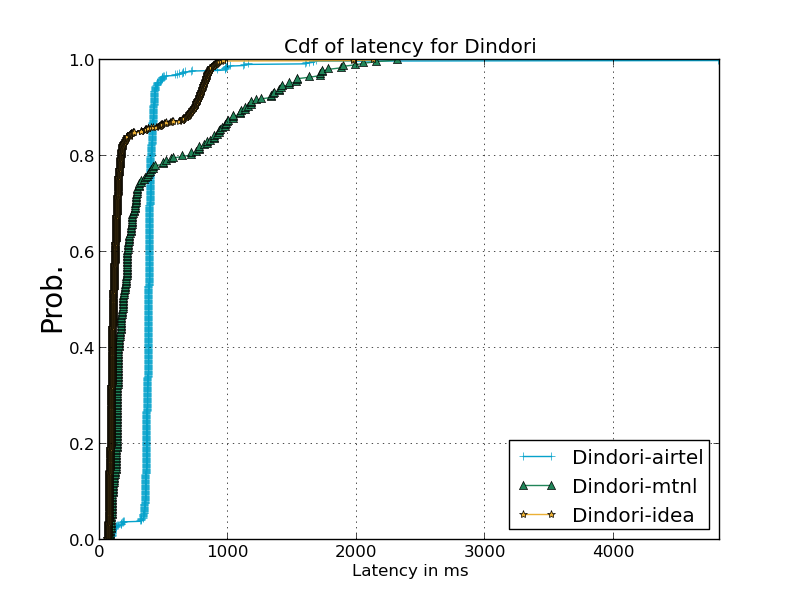 Cdf of latency for Dindori
Prob.
1.0
0.8
0.6
0.4
0.2
0.0
0
1000
2000
3000
4000
Latency in ms
Dindori-airtel
Dindori-mtnl
Dindori-idea